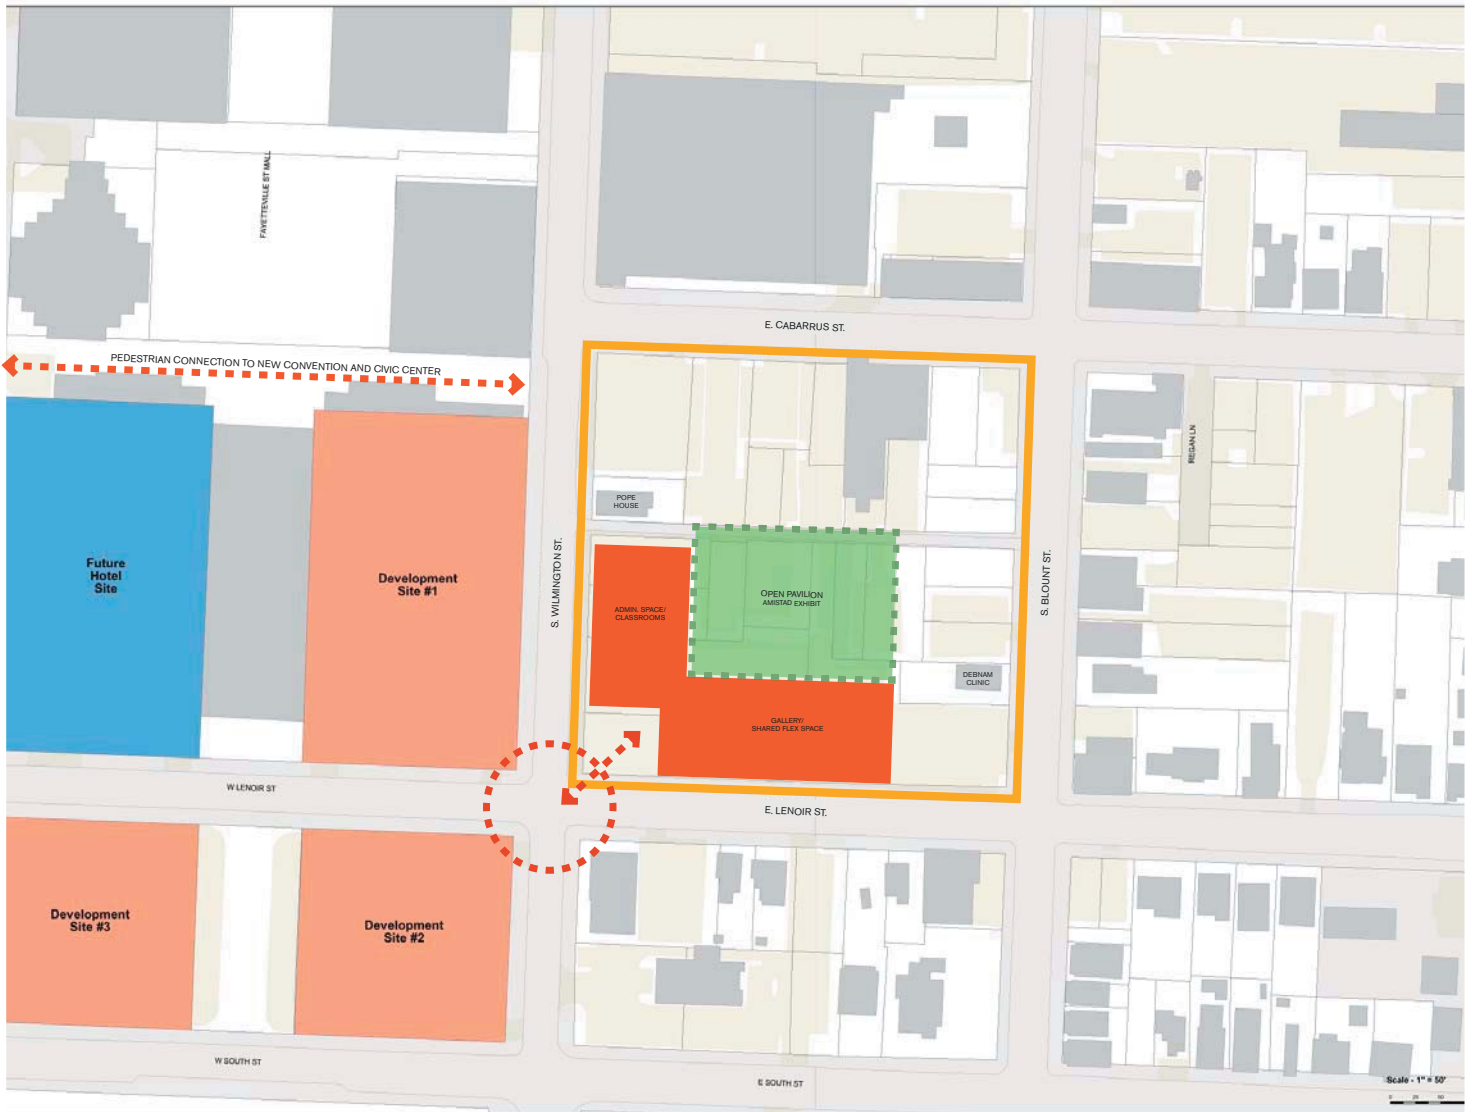 FAYETTEVILLE ST MALL
E. CABARRUS ST.
PEDESTRIAN CONNECTION TO NEW CONVENTION AND CIVIC CENTER
REGAN LN
POPE
HOUSE
Future
Hotel
Site
Development
Site #1
S. WILMINGTON ST.
ADMIN. SPACE/
CLASSROOMS
OPEN PAVILION
AMISTAD EXHIBIT
S. BLOUNT ST.
DEBNAM
CLINIC
GALLERY/
SHARED FLEX SPACE
W LENOIR ST
E. LENOIR ST.
Development
Site #3
Development
Site #2
W SOUTH ST
E SOUTH ST
Scale - 1" = 50'
0 25 50